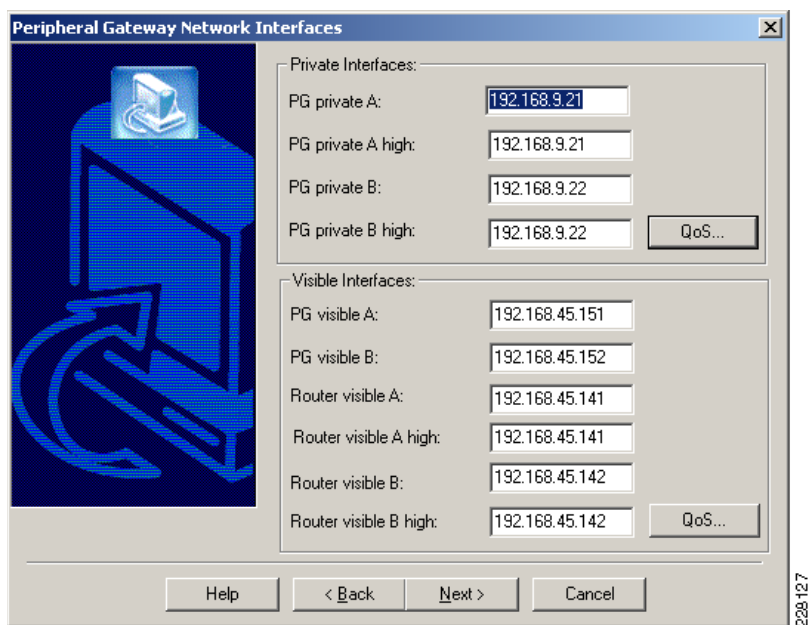 Peripheral Gateway Network Interfaces
Private Interfaces:
PG private A: 192.168.9.21
PG private A high: 192.168.9.21
PG private B: 192.168.9.22
PG private B high: 192.168.9.22 QoS...
Visible Interfaces:
PG visible A: 192.168.45.151
PG visible B: 192.168.45.152
Router visible A: 192.168.45.141
Router visible A high: 192.168.45.141
Router visible B: 192.168.45.142
Router visible B high: 192.168.45.142 QoS...
Help < Back Next > Cancel
228127